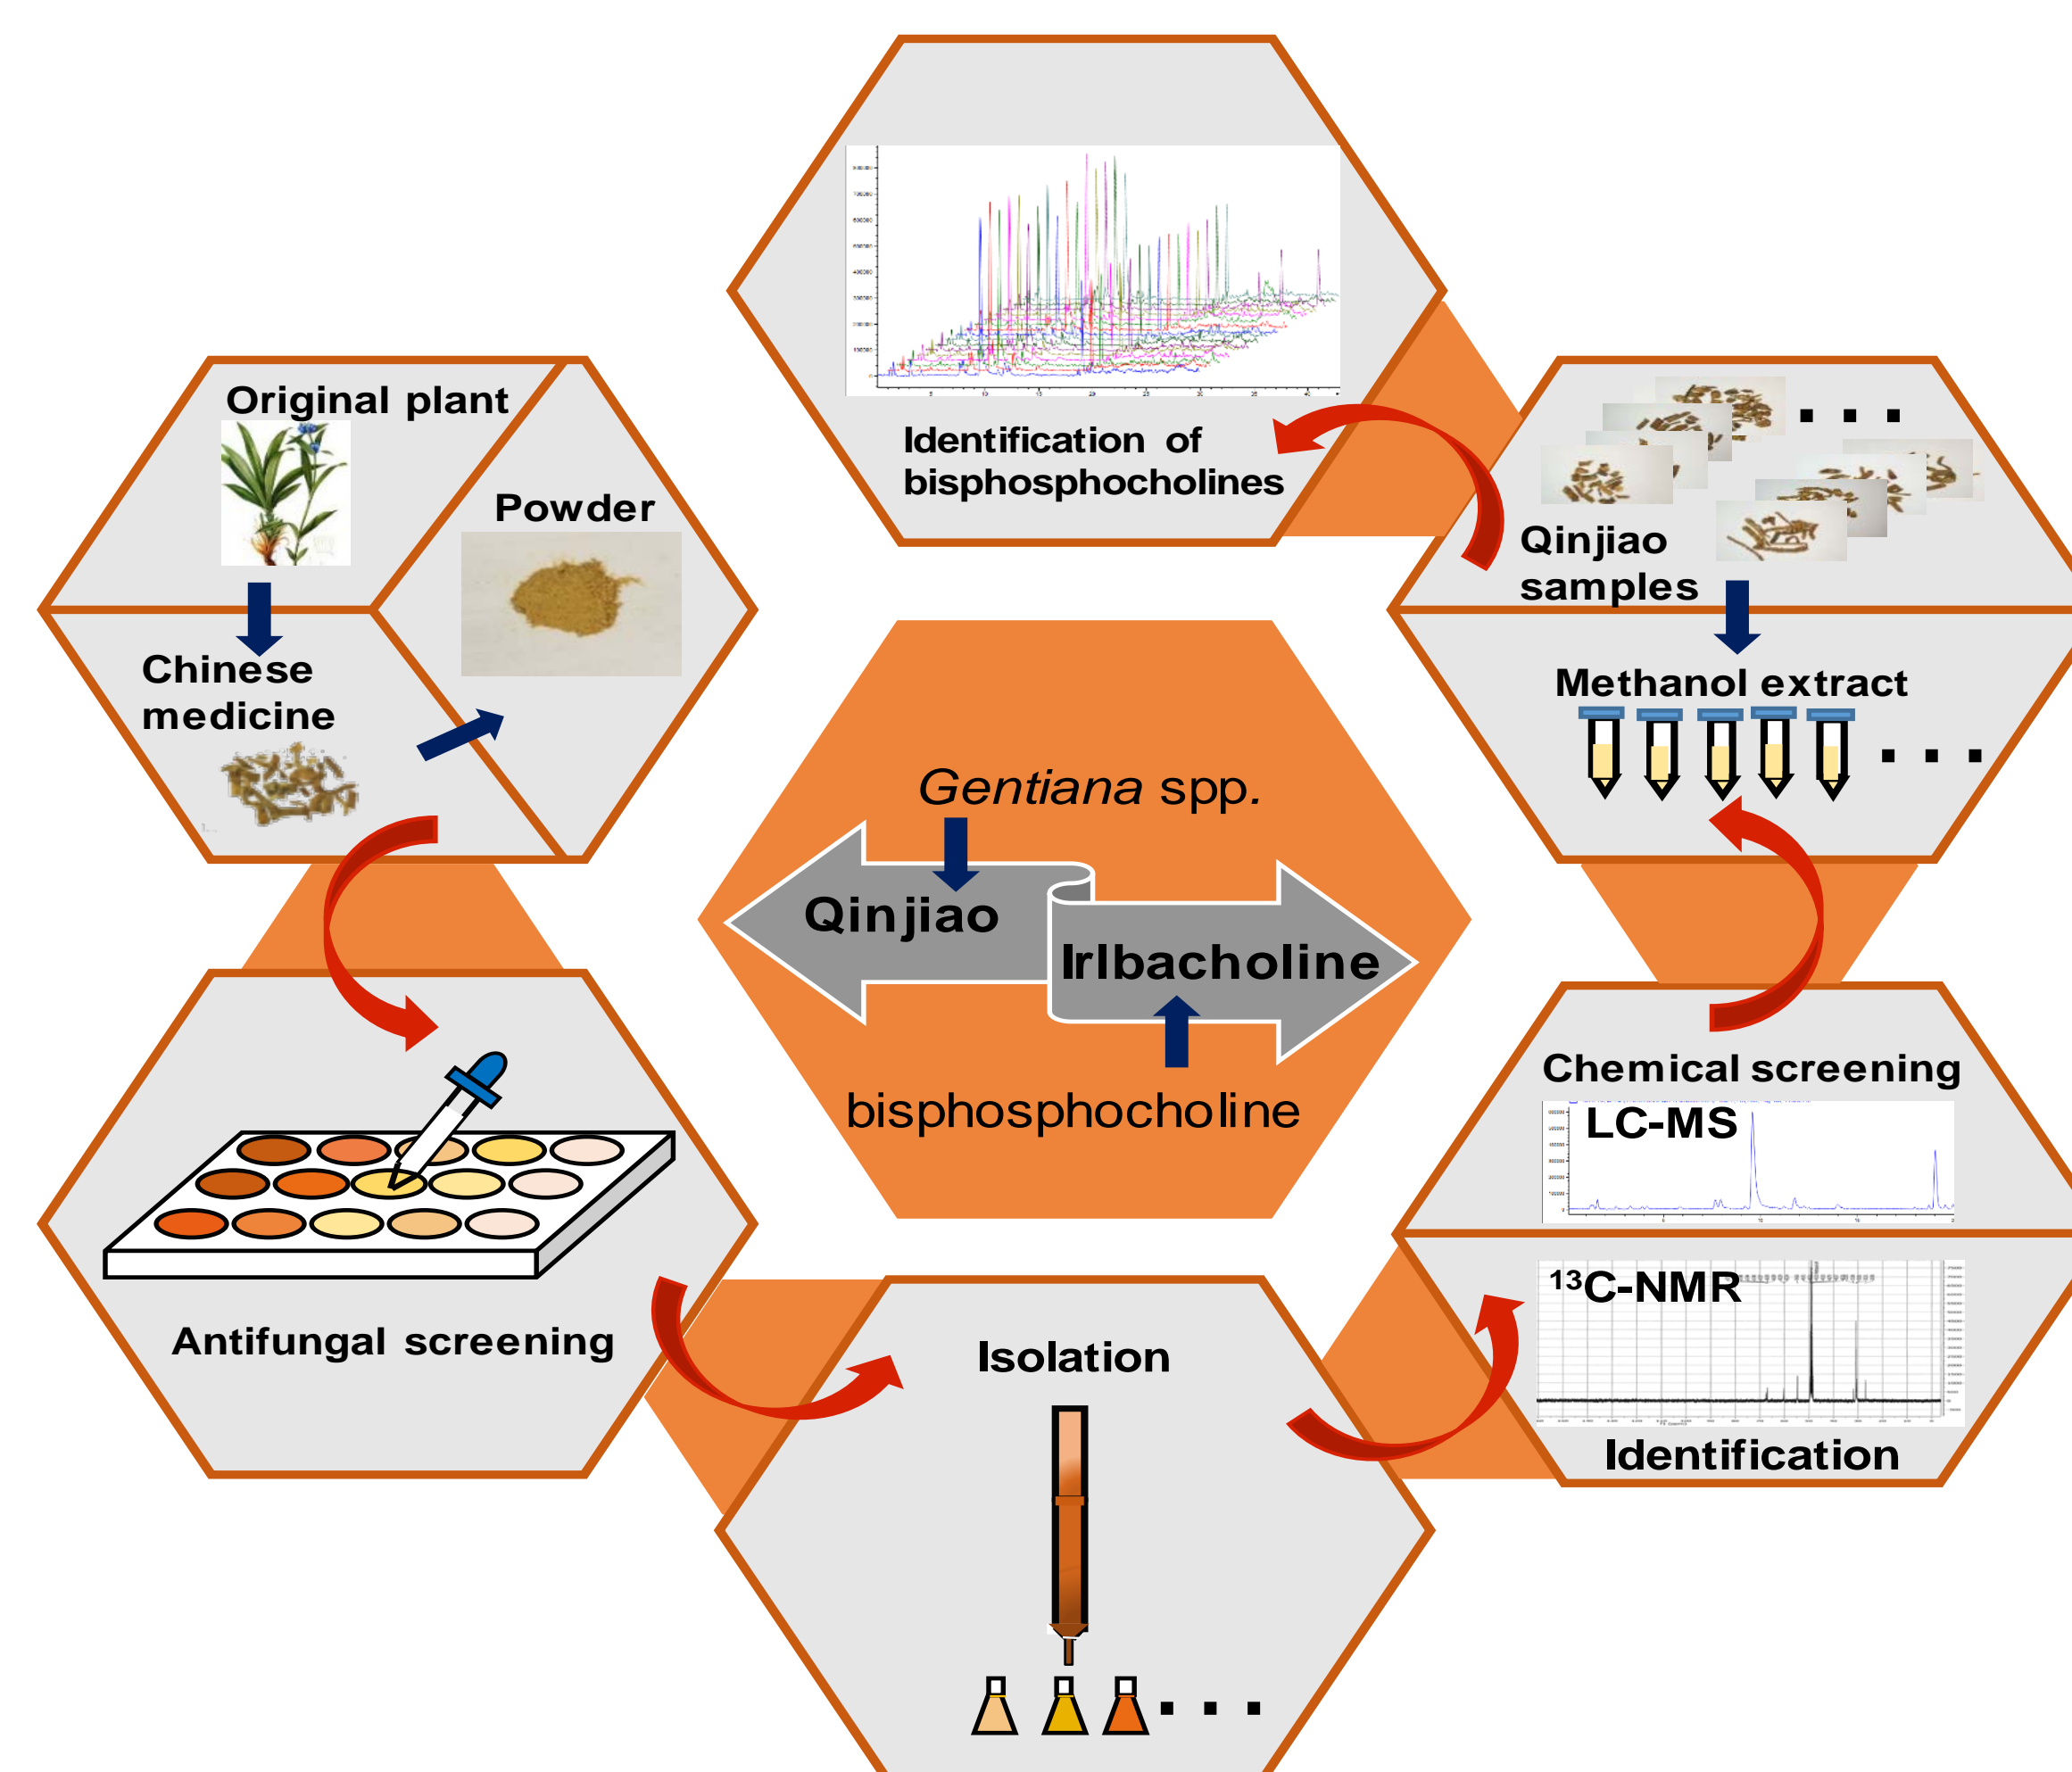 Identification of
bisphosphocholines
Original plant
Powder
Chinese
medicine
Qinjiao
samples
Methanol extract
Gentiana spp.
Qinjiao
Irlbacholine
bisphosphocholine
Antifungal screening
Isolation
Chemical screening
LC-MS
¹³C-NMR
Identification